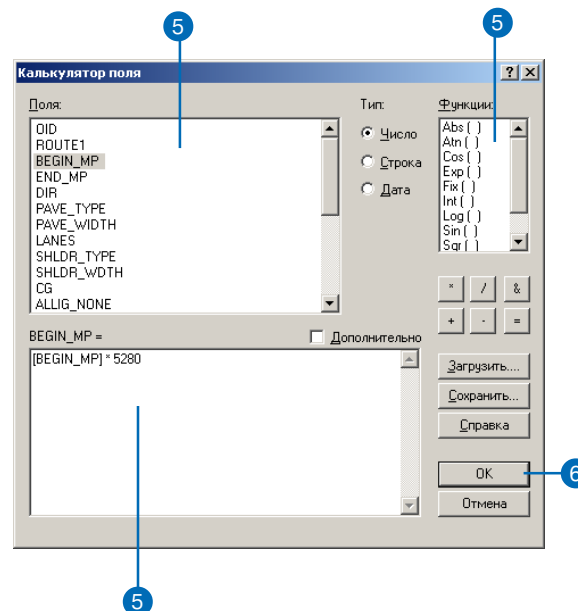 5
5
Калькулятор поля
? ×
Поля:
Тип:
Функции:
OID
ROUTE1
BEGIN_MP
END_MP
DIR
PAVE_TYPE
PAVE_WIDTH
LANES
SHLDR_TYPE
SHLDR_WDTH
CG
ALLIG_NONE
Число
Строка
Дата
Abs ( )
Atn ( )
Cos ( )
Exp ( )
Fix ( )
Int ( )
Log ( )
Sin ( )
Sqr ( )
* / &
+ - =
BEGIN_MP =
Дополнительно
[BEGIN_MP] * 5280
Загрузить....
Сохранить...
Справка
OK
6
Отмена
5